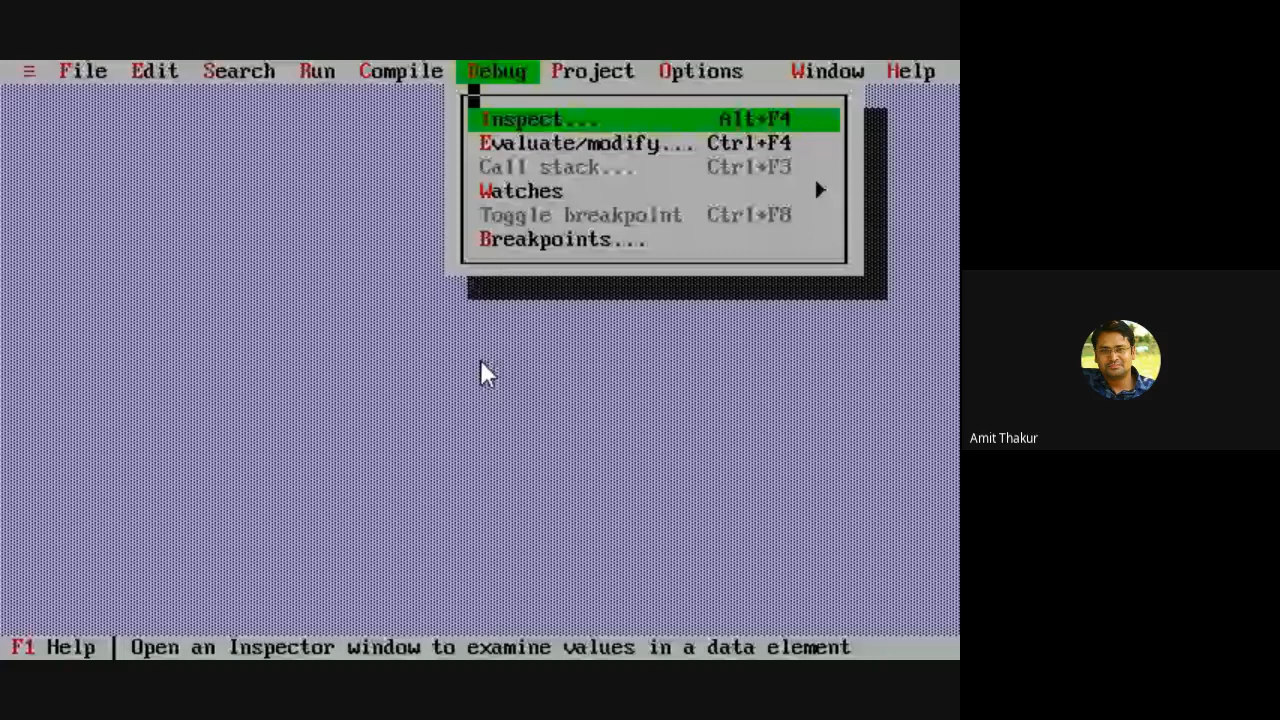 ≡ File Edit Search Run Compile Debug Project Options Window Help
Inspect... Alt+F4
Evaluate/modify... Ctrl+F4
Call stack... Ctrl+F3
Watches ►
Toggle breakpoint Ctrl+F8
Breakpoints...
F1 Help | Open an Inspector window to examine values in a data element
Amit Thakur